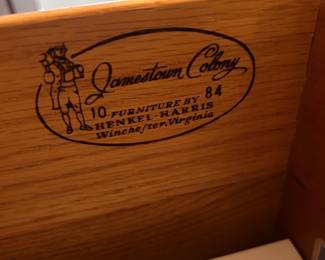 Jamestown Colony
10 84
FURNITURE BY
HENKEL-HARRIS
Winchester, Virginia